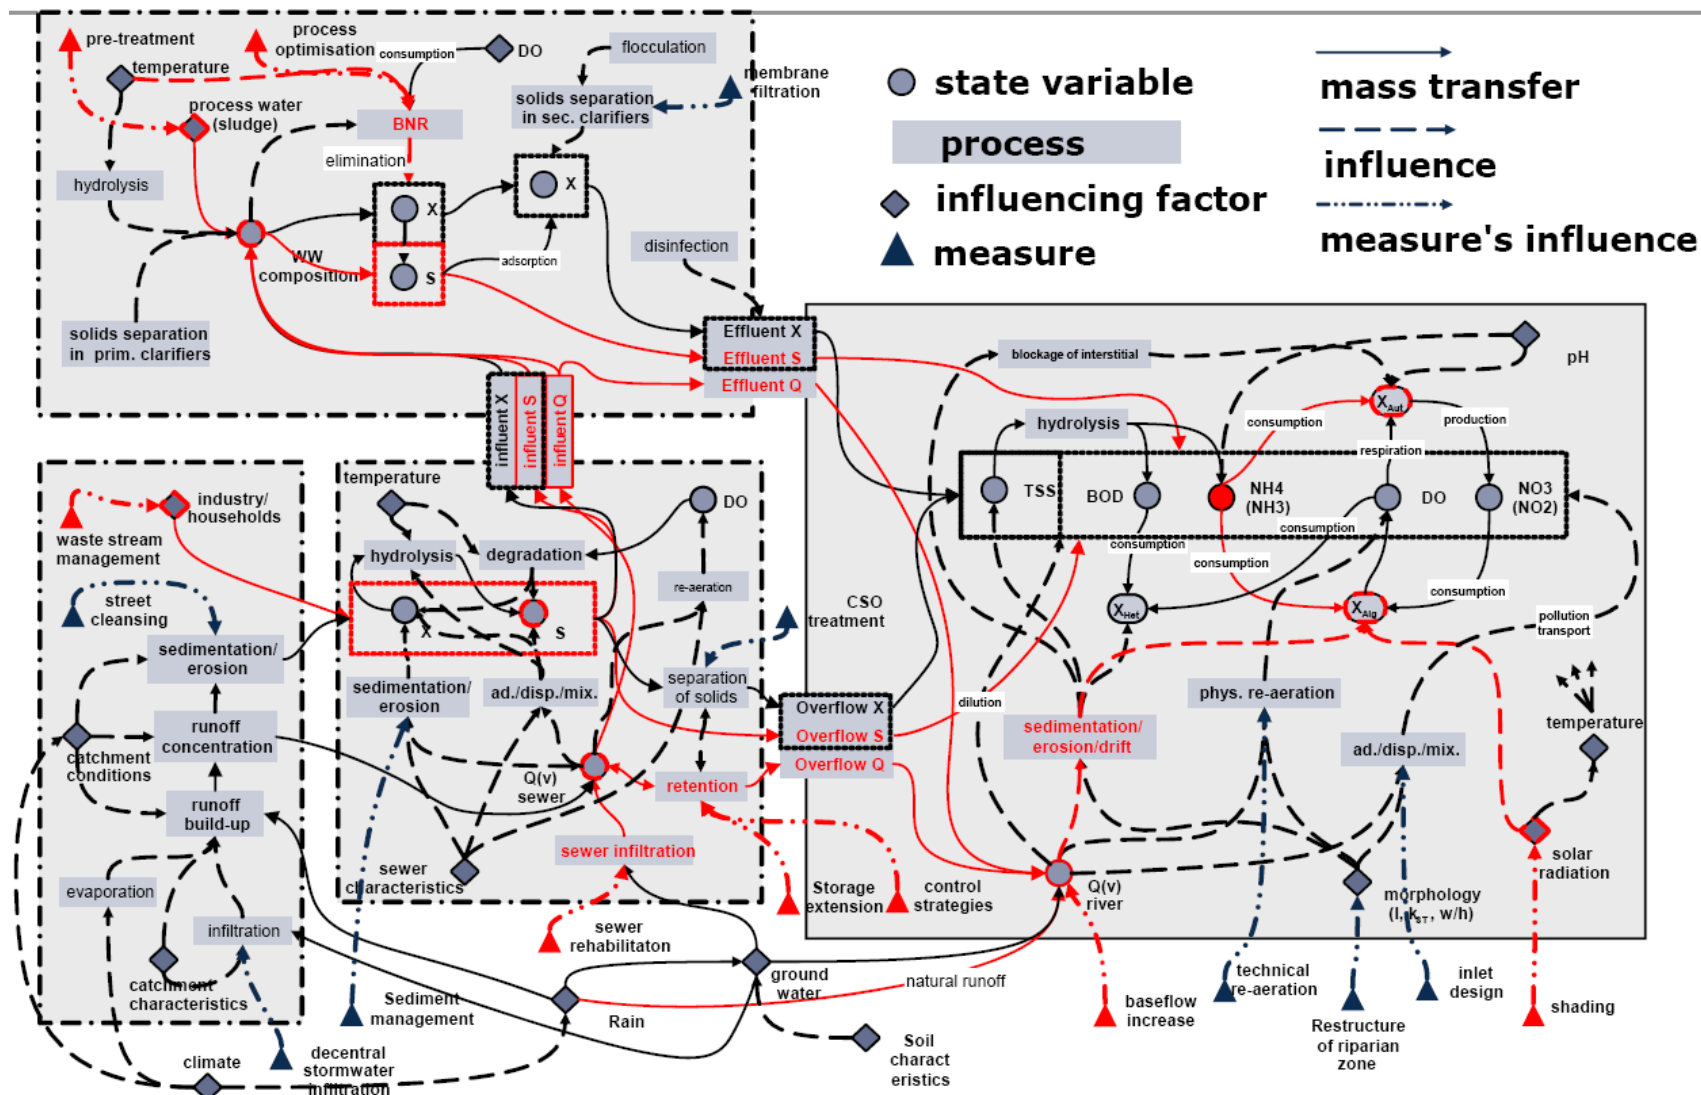 pre-treatment
process
optimisation
consumption
DO
flocculation
temperature
membrane
filtration
process water
(sludge)
BNR
solids separation
in sec. clarifiers
elimination
hydrolysis
X
X
WW
composition
S
adsorption
disinfection
solids separation
in prim. clarifiers
Effluent X
Effluent S
Effluent Q
influent X
influent S
influent Q
state variable
process
influencing factor
measure
mass transfer
influence
measure's influence
blockage of interstitial
pH
X Aut
hydrolysis
consumption
production
respiration
TSS
BOD
NH4
(NH3)
DO
NO3
(NO2)
consumption
consumption
consumption
consumption
X Het
X Alg
pollution
transport
phys. re-aeration
dilution
sedimentation/
erosion/drift
ad./disp./mix.
temperature
solar
radiation
Q(v)
river
morphology
(I, kST, w/h)
industry/
households
waste stream
management
street
cleansing
sedimentation/
erosion
runoff
concentration
catchment
conditions
runoff
build-up
evaporation
infiltration
catchment
characteristics
temperature
DO
hydrolysis
degradation
re-aeration
X
S
CSO
treatment
sedimentation/
erosion
ad./disp./mix.
separation
of solids
Q(v)
sewer
retention
sewer
characteristics
sewer infiltration
Overflow X
Overflow S
Overflow Q
Storage
extension
control
strategies
sewer
rehabilitaton
ground
water
natural runoff
Sediment
management
Rain
Soil
charact
eristics
climate
decentral
stormwater
infiltration
baseflow
increase
technical
re-aeration
Restructure
of riparian
zone
inlet
design
shading